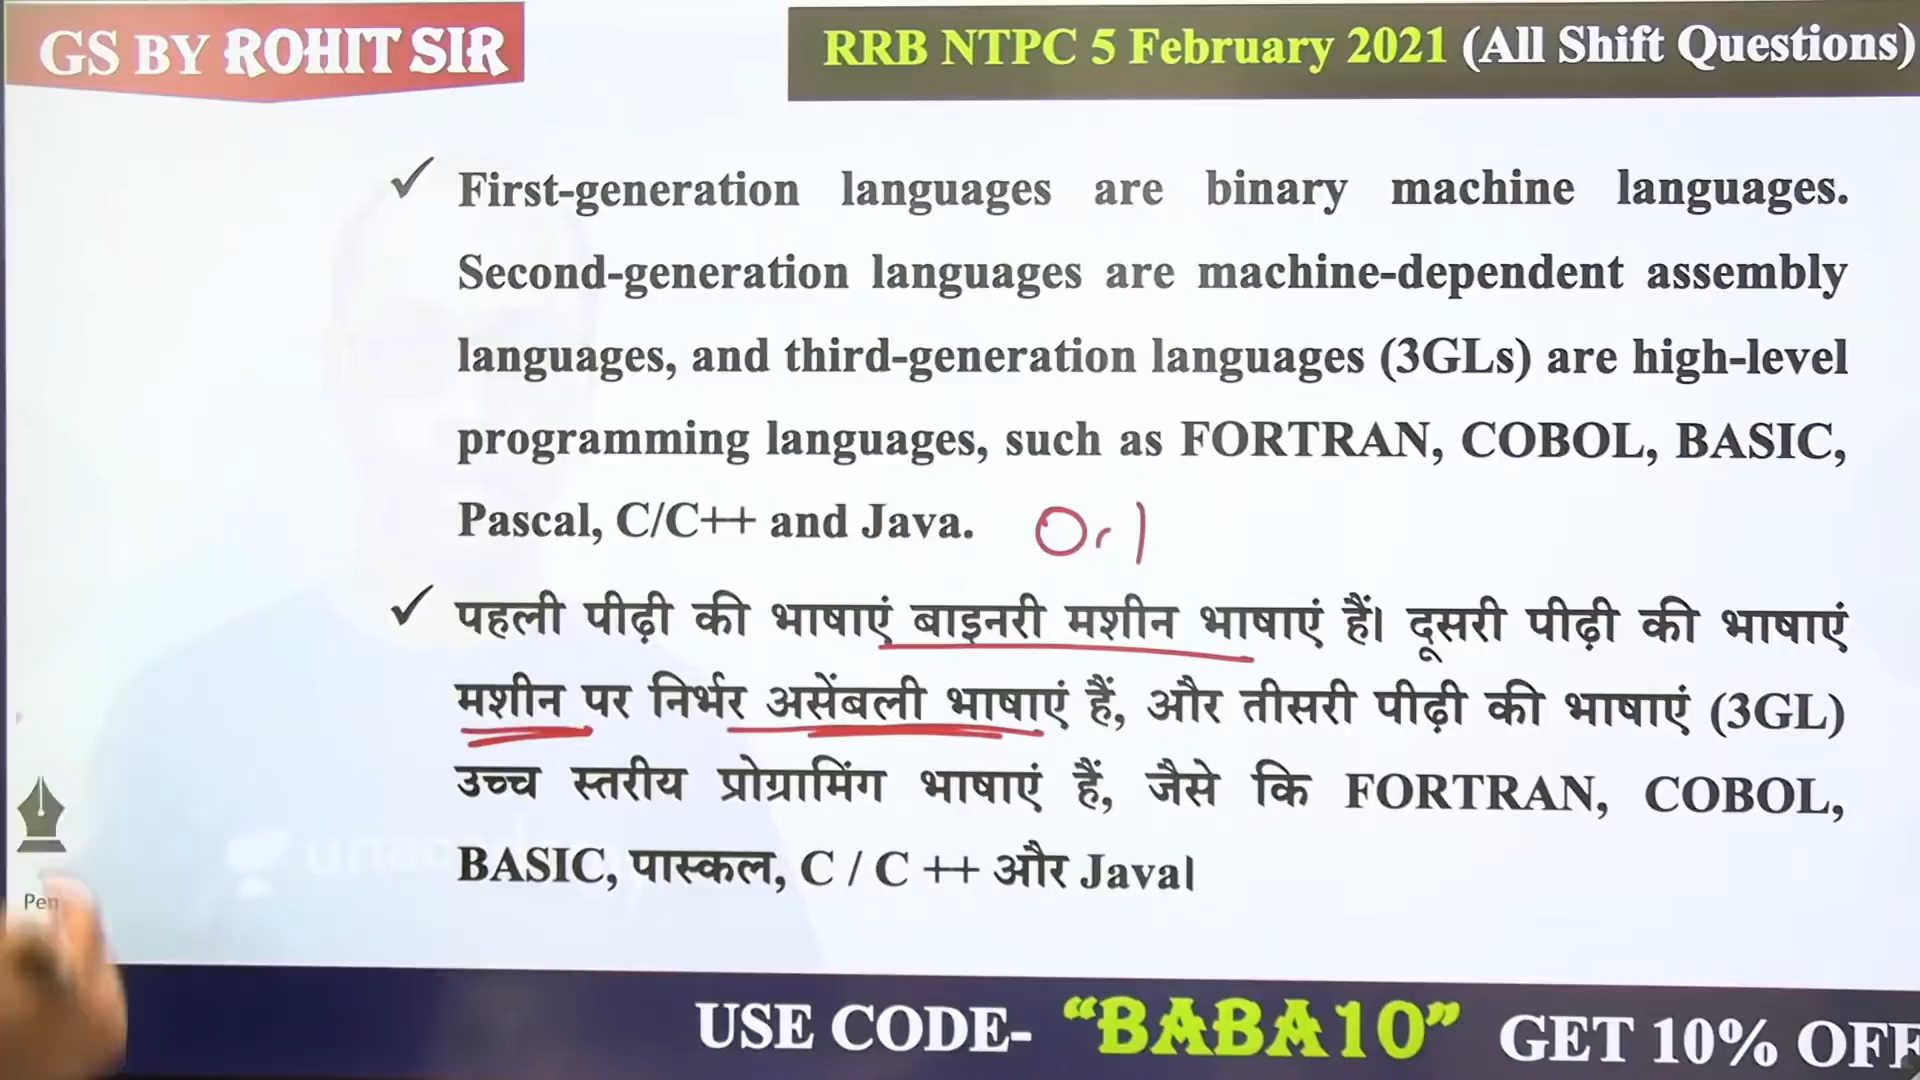 GS BY ROHIT SIR
RRB NTPC 5 February 2021 (All Shift Questions)
✓ First-generation languages are binary machine languages.
Second-generation languages are machine-dependent assembly
languages, and third-generation languages (3GLs) are high-level
programming languages, such as FORTRAN, COBOL, BASIC,
Pascal, C/C++ and Java.
0, 1
✓ पहली पीढ़ी की भाषाएं बाइनरी मशीन भाषाएं हैं। दूसरी पीढ़ी की भाषाएं
मशीन पर निर्भर असेंबली भाषाएं हैं, और तीसरी पीढ़ी की भाषाएं (3GL)
उच्च स्तरीय प्रोग्रामिंग भाषाएं हैं, जैसे कि FORTRAN, COBOL,
BASIC, पास्कल, C / C ++ और Java।
Pen
USE CODE- “BABA10” GET 10% OFF